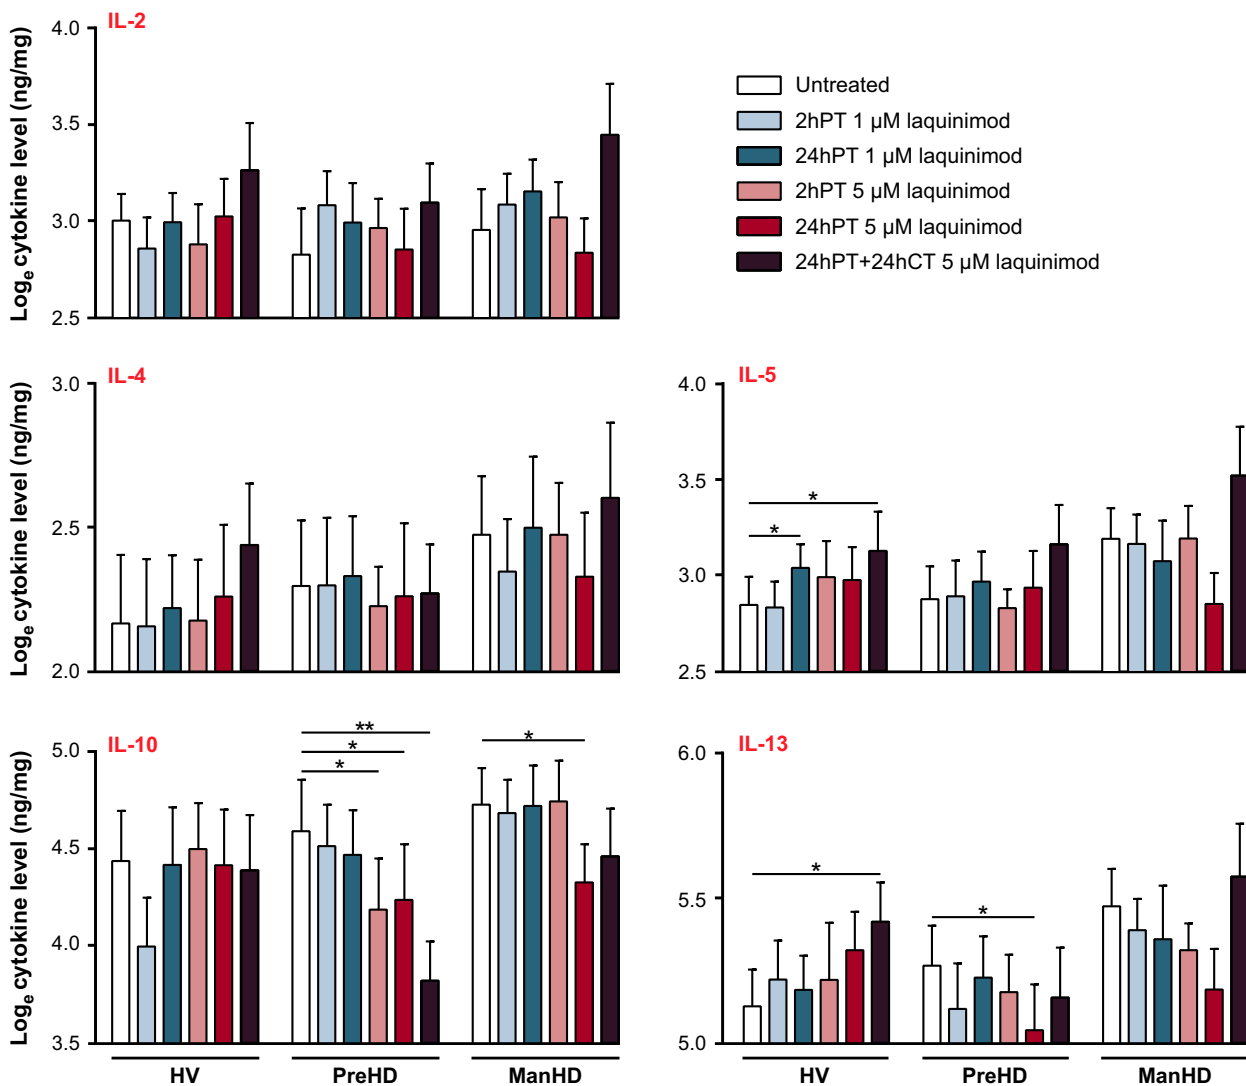 IL-2
Log_e cytokine level (ng/mg)
4.0
3.5
3.0
2.5
Untreated
2hPT 1 µM laquinimod
24hPT 1 µM laquinimod
2hPT 5 µM laquinimod
24hPT 5 µM laquinimod
24hPT+24hCT 5 µM laquinimod
IL-4
Log_e cytokine level (ng/mg)
3.0
2.5
2.0
IL-5
4.0
3.5
3.0
2.5
*
*
IL-10
Log_e cytokine level (ng/mg)
5.0
4.5
4.0
3.5
**
*
*
*
HV
PreHD
ManHD
IL-13
6.0
5.5
5.0
*
*
HV
PreHD
ManHD